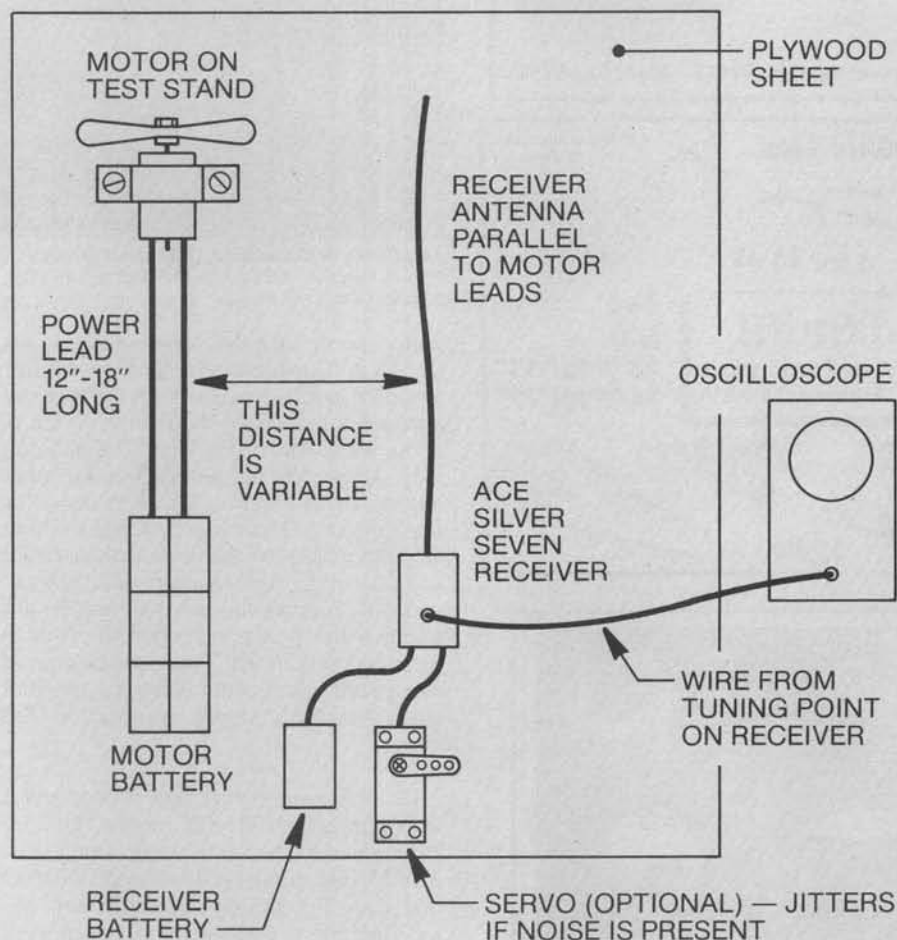 MOTOR ON
TEST STAND
PLYWOOD
SHEET
RECEIVER
ANTENNA
PARALLEL
TO MOTOR
LEADS
POWER
LEAD
12"-18"
LONG
THIS
DISTANCE
IS
VARIABLE
OSCILLOSCOPE
ACE
SILVER
SEVEN
RECEIVER
WIRE FROM
TUNING POINT
ON RECEIVER
MOTOR
BATTERY
RECEIVER
BATTERY
SERVO (OPTIONAL) — JITTERS
IF NOISE IS PRESENT